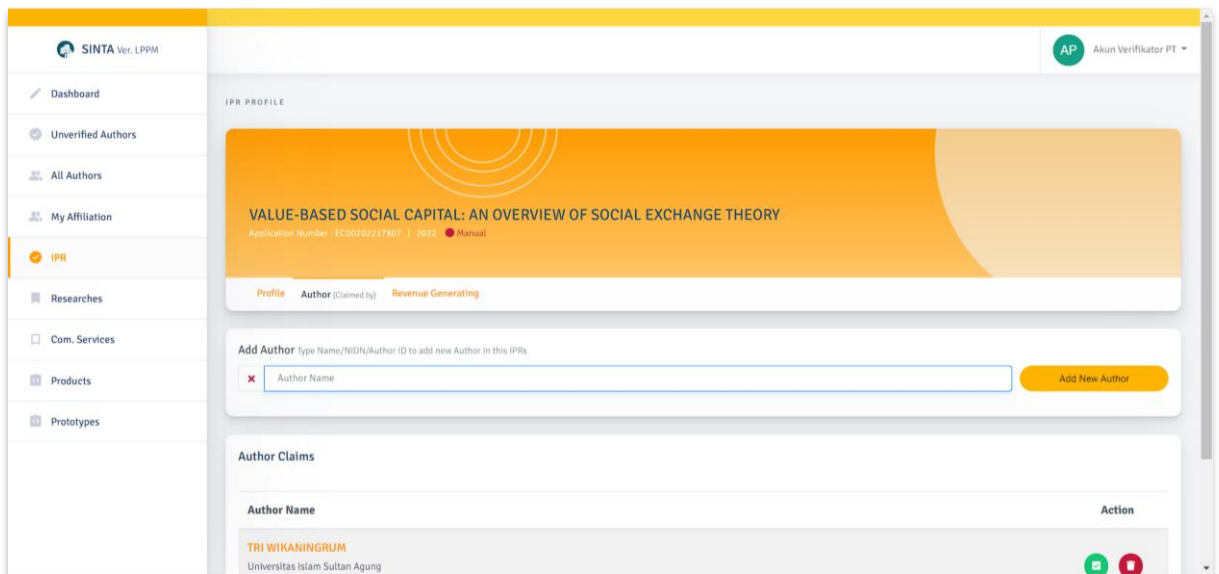 SINTA Ver. LPPM
AP Akun Verifikator PT
Dashboard
Unverified Authors
All Authors
My Affiliation
IPR
Researches
Com. Services
Products
Prototypes
IPR PROFILE
VALUE-BASED SOCIAL CAPITAL: AN OVERVIEW OF SOCIAL EXCHANGE THEORY
Application Number : EC00202217807 | 2022 Manual
Profile Author (Claimed by) Revenue Generating
Add Author Type Name/NIDN/Author ID to add new Author in this IPRs
Author Name Add New Author
Author Claims
Author Name Action
TRI WIKANINGRUM
Universitas Islam Sultan Agung